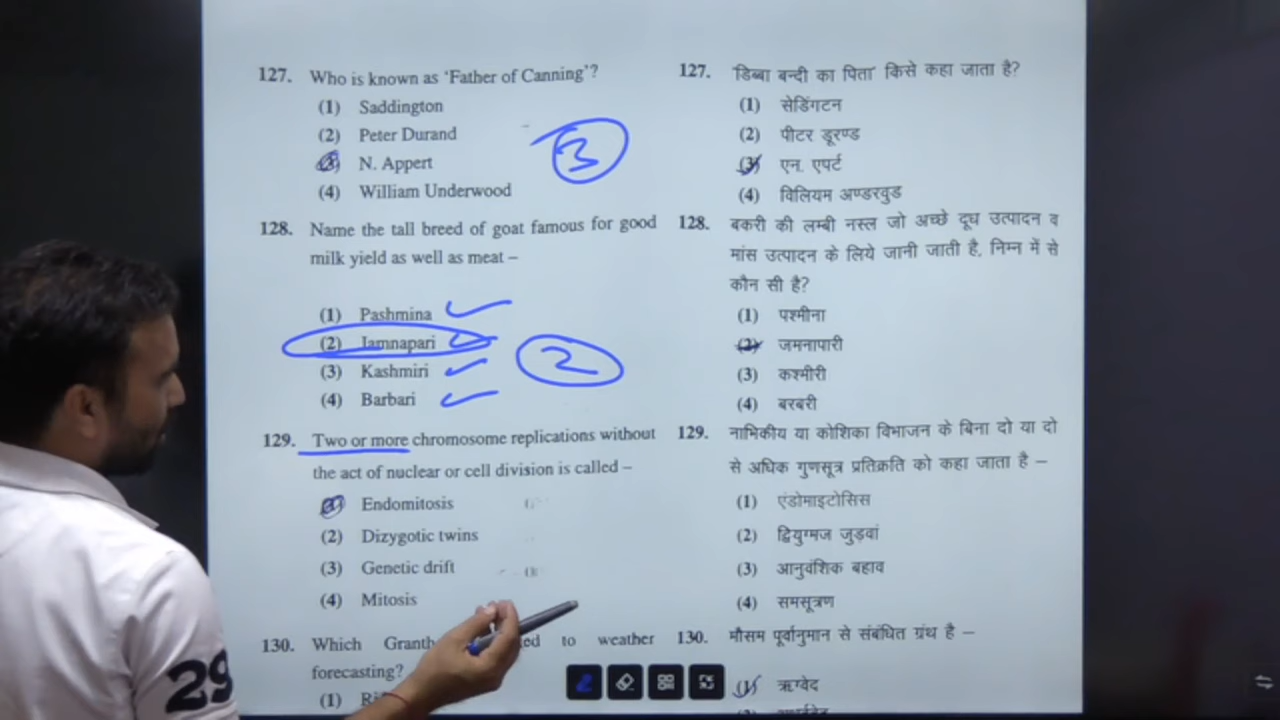 127. Who is known as 'Father of Canning'?
(1) Saddington
(2) Peter Durand
(3) N. Appert
(4) William Underwood
3
128. Name the tall breed of goat famous for good
milk yield as well as meat –
(1) Pashmina
(2) Jamnapari
(3) Kashmiri
(4) Barbari
2
129. Two or more chromosome replications without
the act of nuclear or cell division is called –
(1) Endomitosis
(2) Dizygotic twins
(3) Genetic drift
(4) Mitosis
130. Which to weather
forecasting?
(1)
127. 'डिब्बा बन्दी का पिता' किसे कहा जाता है?
(1) सेडिंगटन
(2) पीटर डूरण्ड
(3) एन. एपर्ट
(4) विलियम अण्डरवुड
128. बकरी की लम्बी नस्ल जो अच्छे दूध उत्पादन व
मांस उत्पादन के लिये जानी जाती है, निम्न में से
कौन सी है?
(1) पश्मीना
(2) जमनापारी
(3) कश्मीरी
(4) बरबरी
129. नाभिकीय या कोशिका विभाजन के बिना दो या दो
से अधिक गुणसूत्र प्रतिक्रति को कहा जाता है –
(1) एंडोमाइटोसिस
(2) द्वियुग्मज जुड़वां
(3) आनुवंशिक बहाव
(4) समसूत्रण
130. मौसम पूर्वानुमान से संबंधित ग्रंथ है –
(1) ऋग्वेद
29